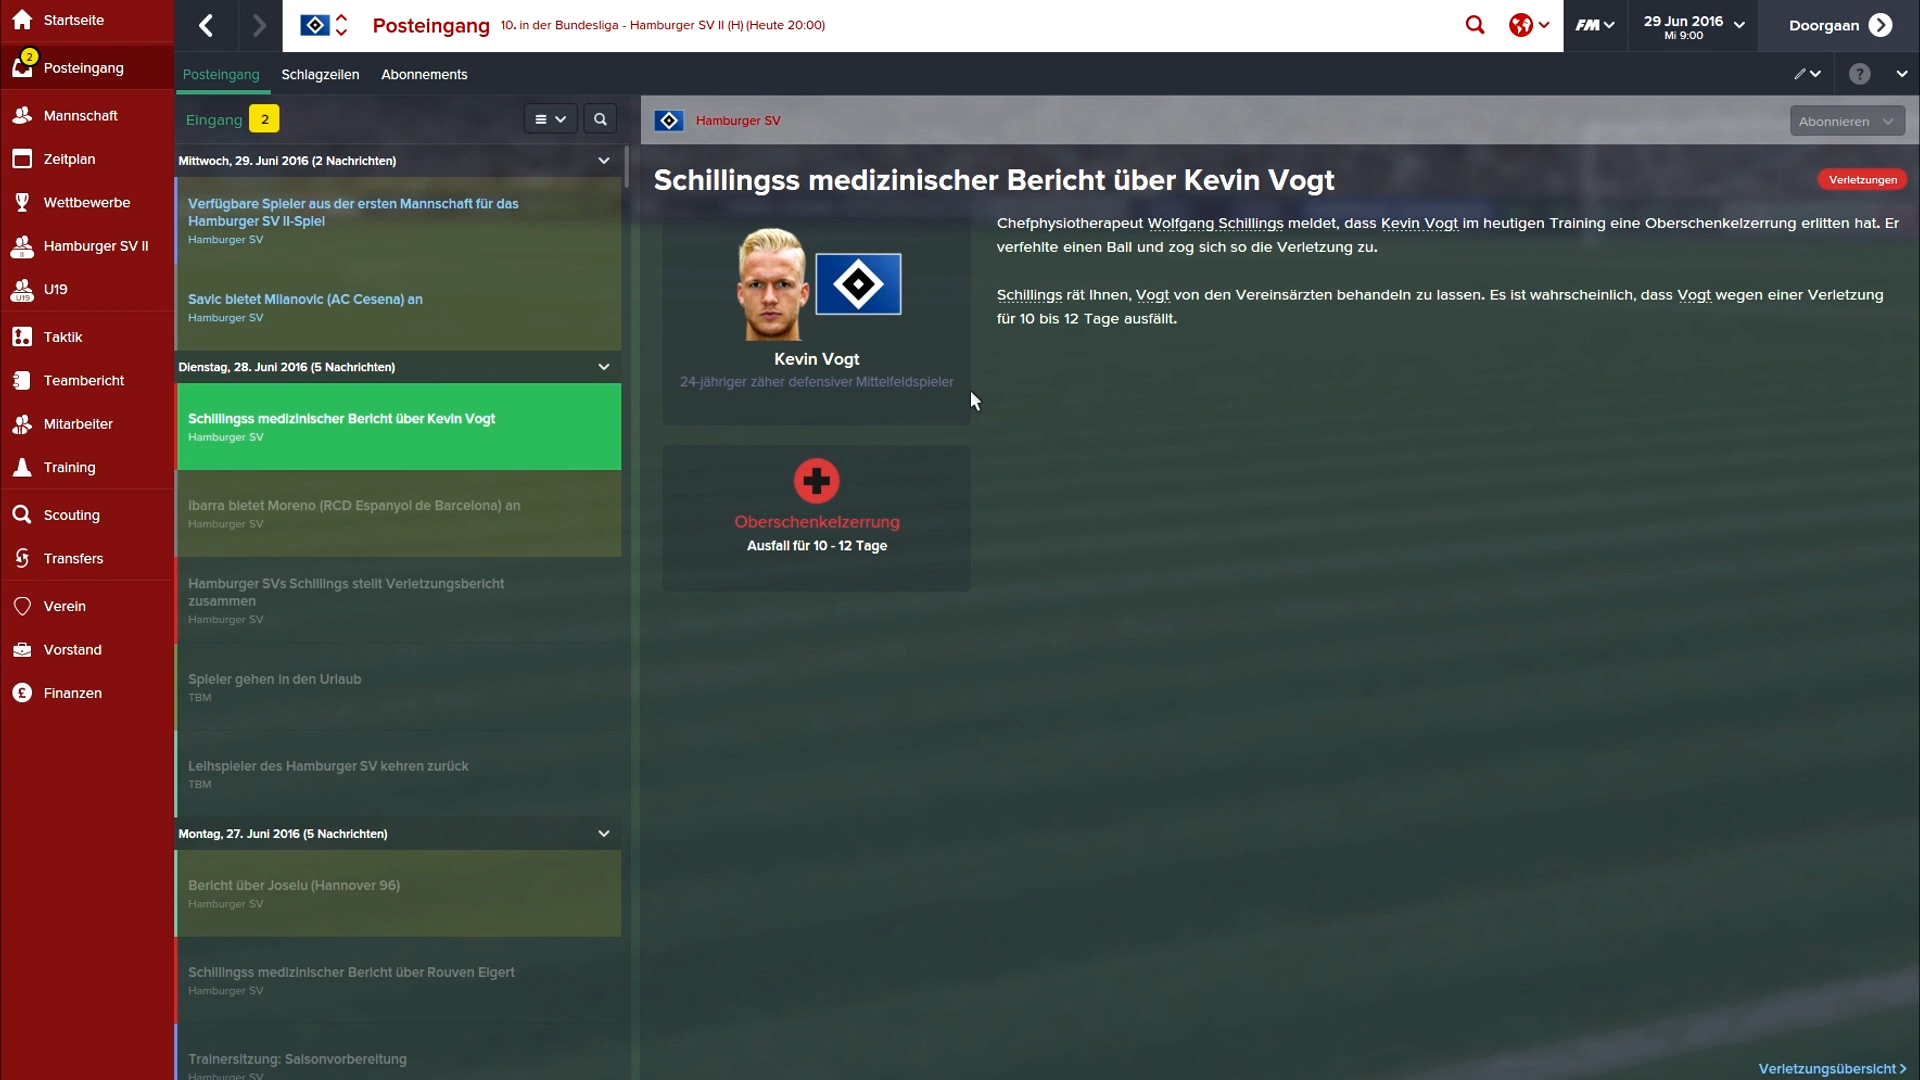 Startseite
2
Posteingang
Mannschaft
Zeitplan
Wettbewerbe
Hamburger SV II
U19
U19
Taktik
Teambericht
Mitarbeiter
Training
Scouting
Transfers
Verein
Vorstand
Finanzen
Posteingang 10. in der Bundesliga - Hamburger SV II (H) (Heute 20:00)
FM
29 Jun 2016
Mi 9:00
Doorgaan
Posteingang Schlagzeilen Abonnements
?
Eingang 2
Mittwoch, 29. Juni 2016 (2 Nachrichten)
Verfügbare Spieler aus der ersten Mannschaft für das
Hamburger SV II-Spiel
Hamburger SV
Savic bietet Milanovic (AC Cesena) an
Hamburger SV
Dienstag, 28. Juni 2016 (5 Nachrichten)
Schillingss medizinischer Bericht über Kevin Vogt
Hamburger SV
Ibarra bietet Moreno (RCD Espanyol de Barcelona) an
Hamburger SV
Hamburger SVs Schillings stellt Verletzungsbericht
zusammen
Hamburger SV
Spieler gehen in den Urlaub
TBM
Leihspieler des Hamburger SV kehren zurück
TBM
Montag, 27. Juni 2016 (5 Nachrichten)
Bericht über Joselu (Hannover 96)
Hamburger SV
Schillingss medizinischer Bericht über Rouven Elgert
Hamburger SV
Trainersitzung: Saisonvorbereitung
Hamburger SV
Hamburger SV
Abonnieren
Schillingss medizinischer Bericht über Kevin Vogt
Verletzungen
Kevin Vogt
24-jähriger zäher defensiver Mittelfeldspieler
Oberschenkelzerrung
Ausfall für 10 - 12 Tage
Chefphysiotherapeut Wolfgang Schillings meldet, dass Kevin Vogt im heutigen Training eine Oberschenkelzerrung erlitten hat. Er
verfehlte einen Ball und zog sich so die Verletzung zu.
Schillings rät Ihnen, Vogt von den Vereinsärzten behandeln zu lassen. Es ist wahrscheinlich, dass Vogt wegen einer Verletzung
für 10 bis 12 Tage ausfällt.
Verletzungsübersicht >